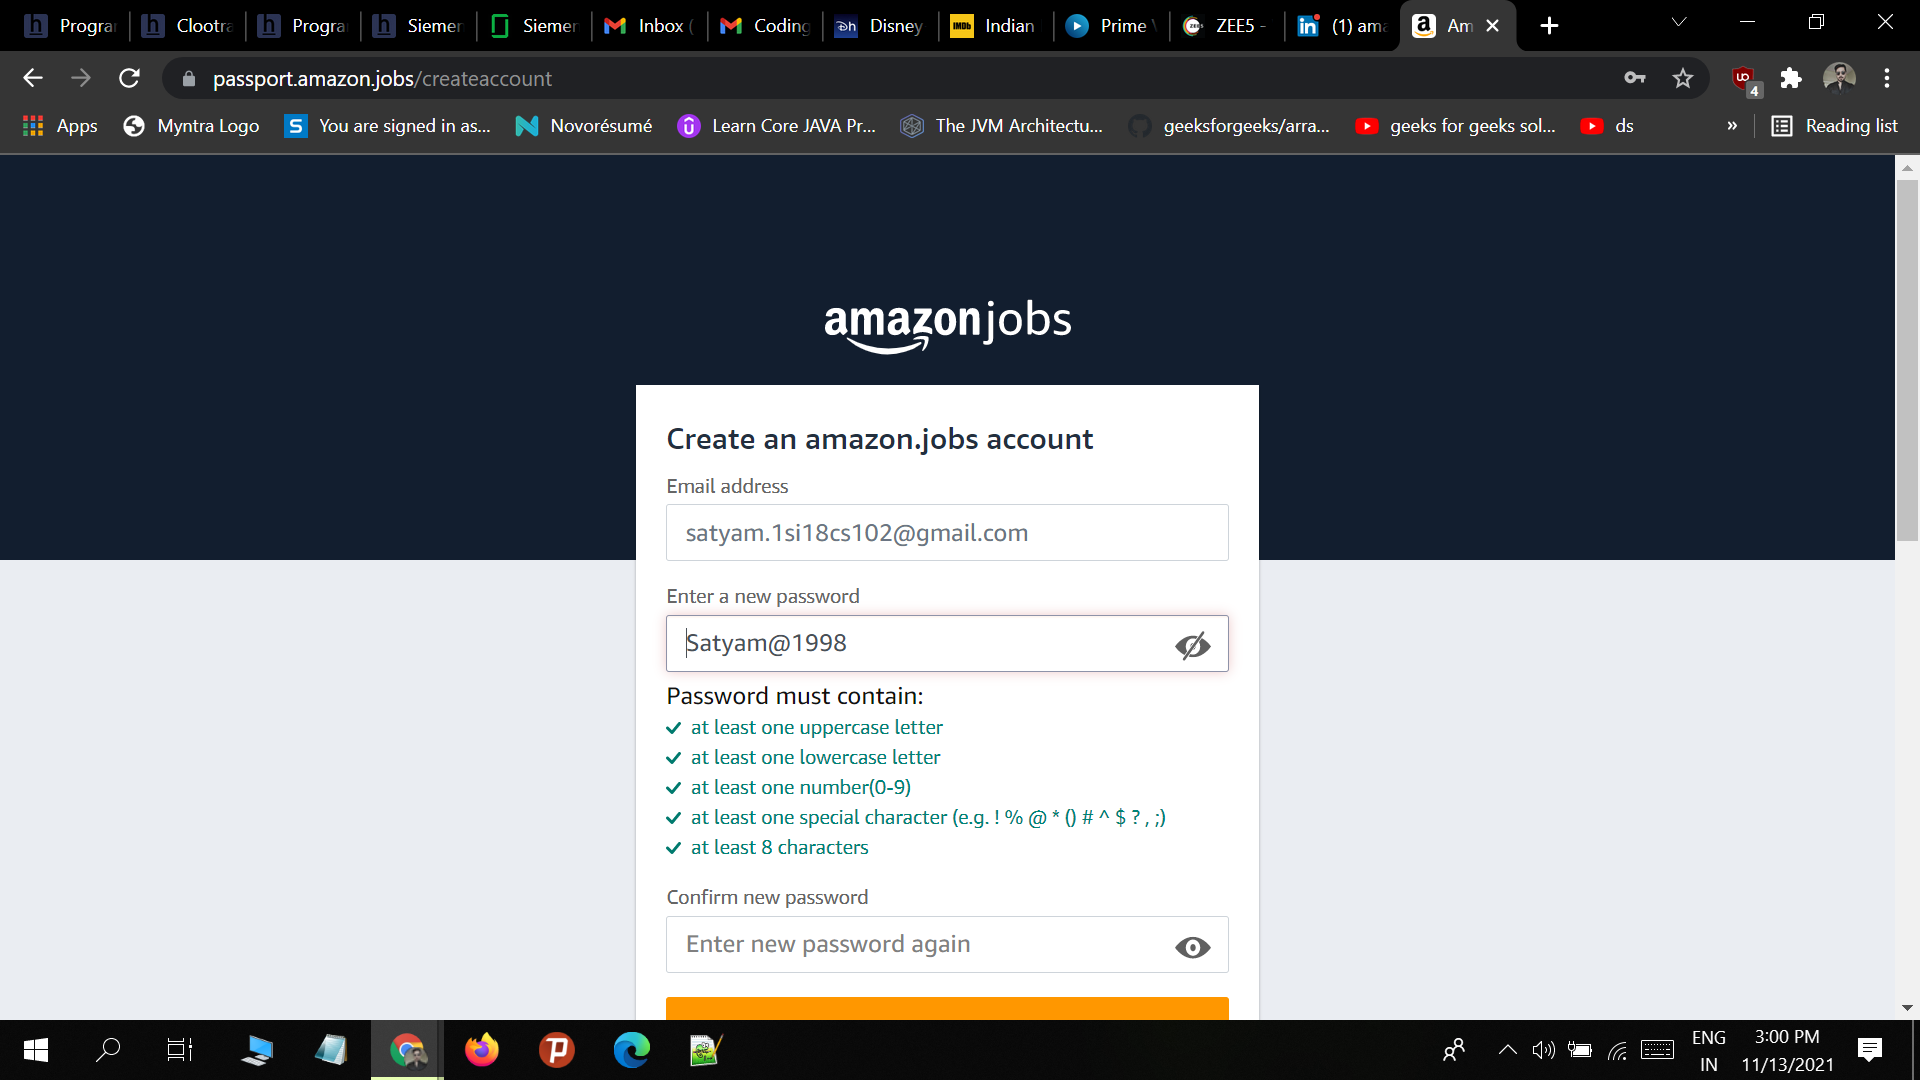 Progra Clootra Progra Siemen Siemen Inbox ( Coding Disney IMDb Indian Prime V ZEE5 - (1) ama Am
passport.amazon.jobs/createaccount
4
Apps Myntra Logo You are signed in as... Novorésumé Learn Core JAVA Pr... The JVM Architectu... geeksforgeeks/arra... geeks for geeks sol... ds » Reading list
amazonjobs
Create an amazon.jobs account
Email address
satyam.1si18cs102@gmail.com
Enter a new password
Satyam@1998
Password must contain:
at least one uppercase letter
at least one lowercase letter
at least one number(0-9)
at least one special character (e.g. ! % @ * () # ^ $ ? , ;)
at least 8 characters
Confirm new password
Enter new password again
ENG 3:00 PM
IN 11/13/2021